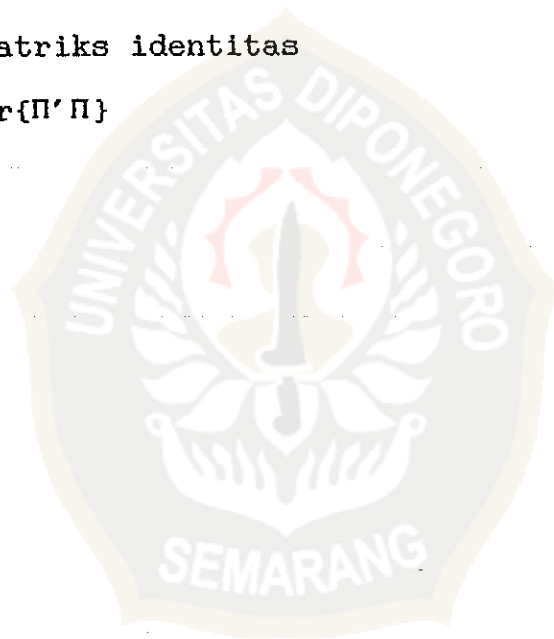 atriks identitas
r{Π′Π}
UNIVERSITAS DIPONEGORO
SEMARANG